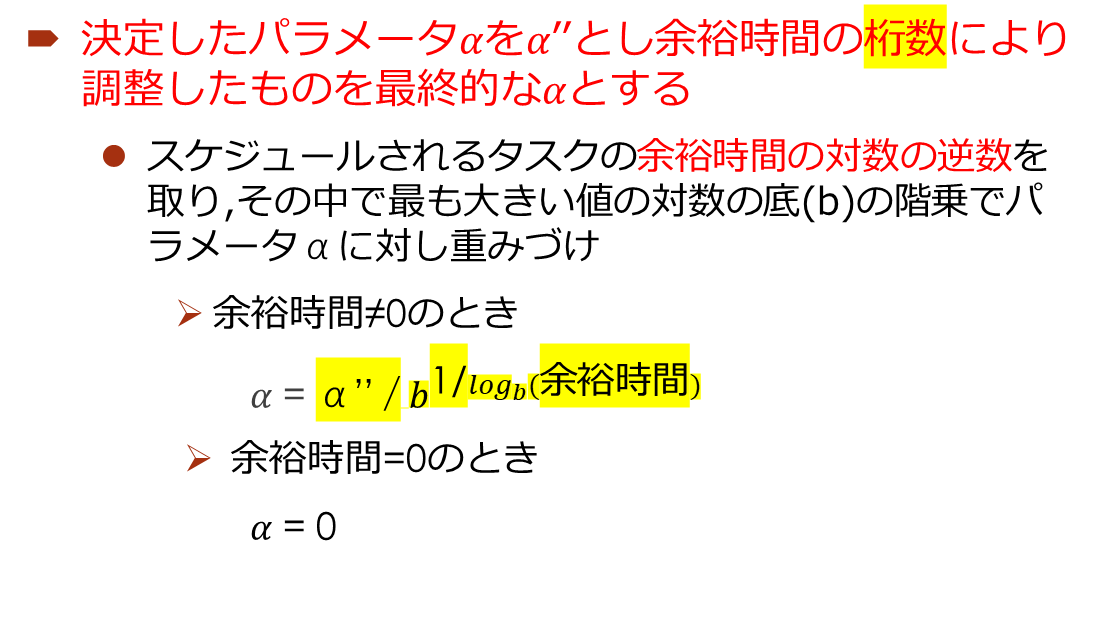 決定したパラメータ𝛼を𝛼′′とし余裕時間の桁数により
調整したものを最終的な𝛼とする
スケジュールされるタスクの余裕時間の対数の逆数を
取り,その中で最も大きい値の対数の底(b)の階乗でパ
ラメータαに対し重みづけ
余裕時間≠0のとき
𝛼 = α’’ / 𝑏^1/𝑙𝑜𝑔_𝑏(余裕時間)
余裕時間=0のとき
𝛼 = 0